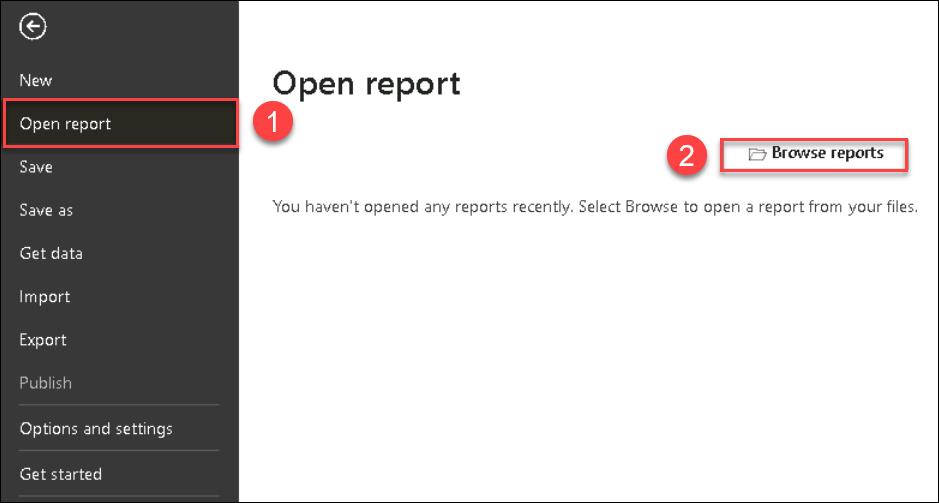 New
Open report
Save
Save as
Get data
Import
Export
Publish
Options and settings
Get started
1
Open report
2
Browse reports
You haven't opened any reports recently. Select Browse to open a report from your files.